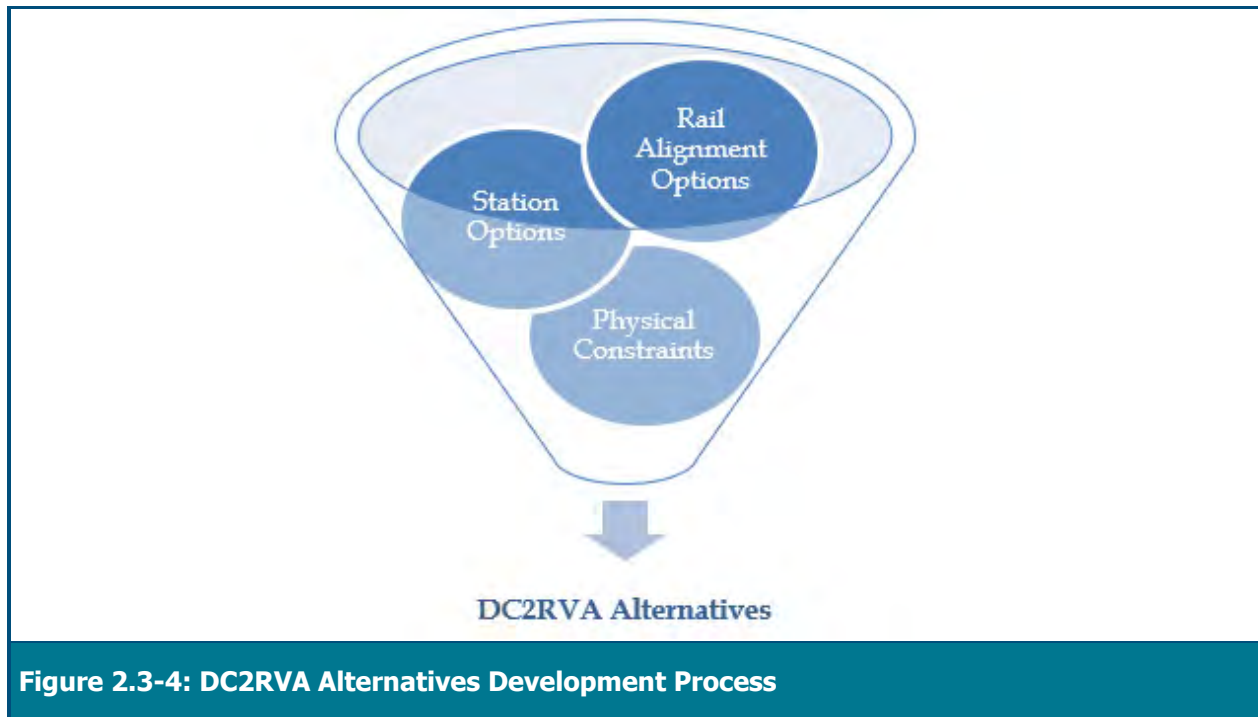 Rail
Alignment
Options
Station
Options
Physical
Constraints
DC2RVA Alternatives
Figure 2.3-4: DC2RVA Alternatives Development Process